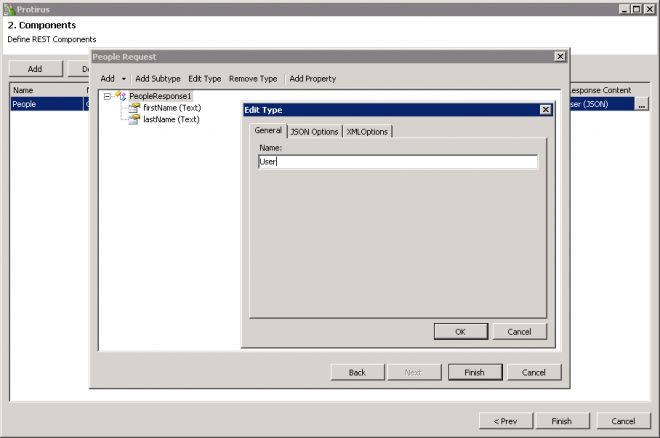 Protirus
2. Components
Define REST Components
Add
People Request
Add Add Subtype Edit Type Remove Type Add Property
Name
Response Content
People
ser (JSON) ...
PeopleResponse1
firstName (Text)
lastName (Text)
Edit Type
General JSON Options XMLOptions
Name:
User
OK Cancel
Back Next Finish Cancel
< Prev Finish Cancel